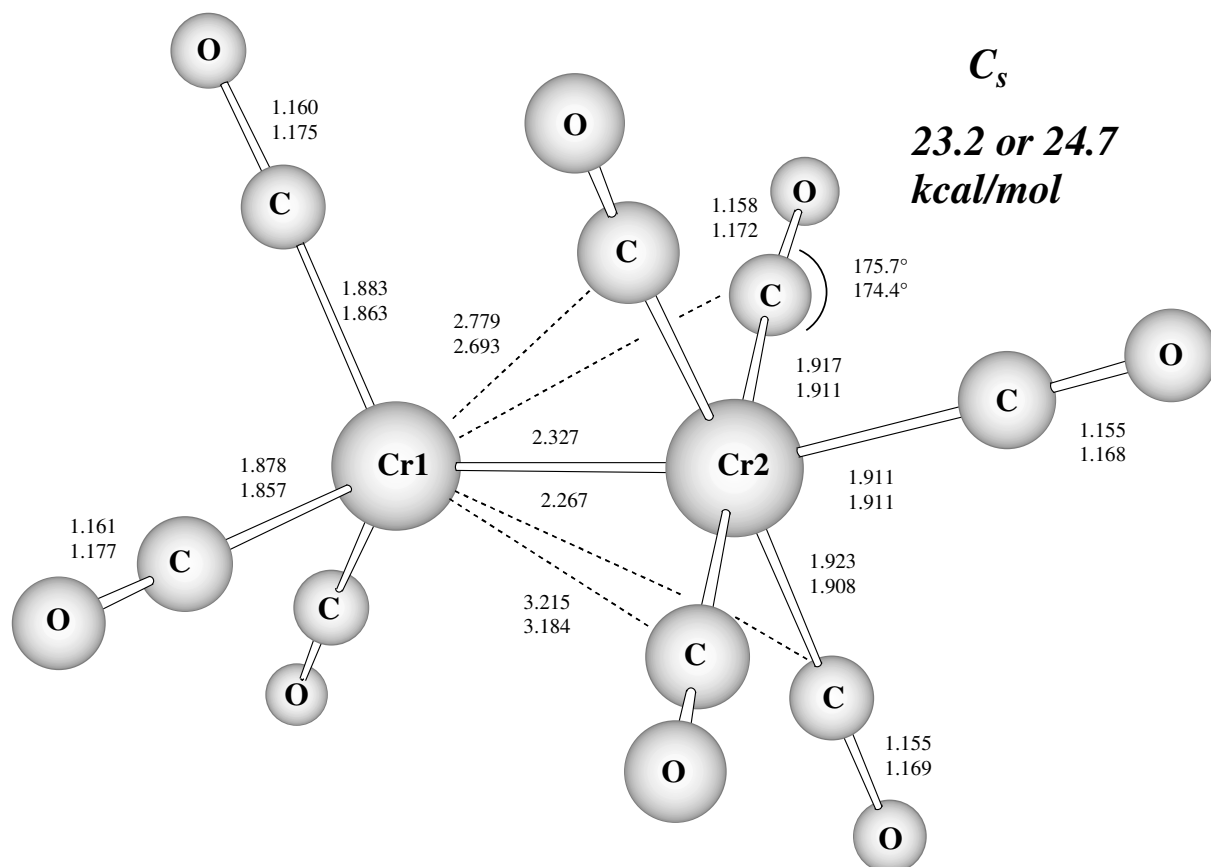 O
C
1.160
1.175
O
C
C_s
23.2 or 24.7
kcal/mol
O
1.158
1.172
C
175.7°
174.4°
1.883
1.863
2.779
2.693
1.917
1.911
C
O
1.155
1.168
Cr1
2.327
2.267
Cr2
1.911
1.911
1.878
1.857
1.161
1.177
C
O
C
O
3.215
3.184
1.923
1.908
C
O
C
1.155
1.169
O